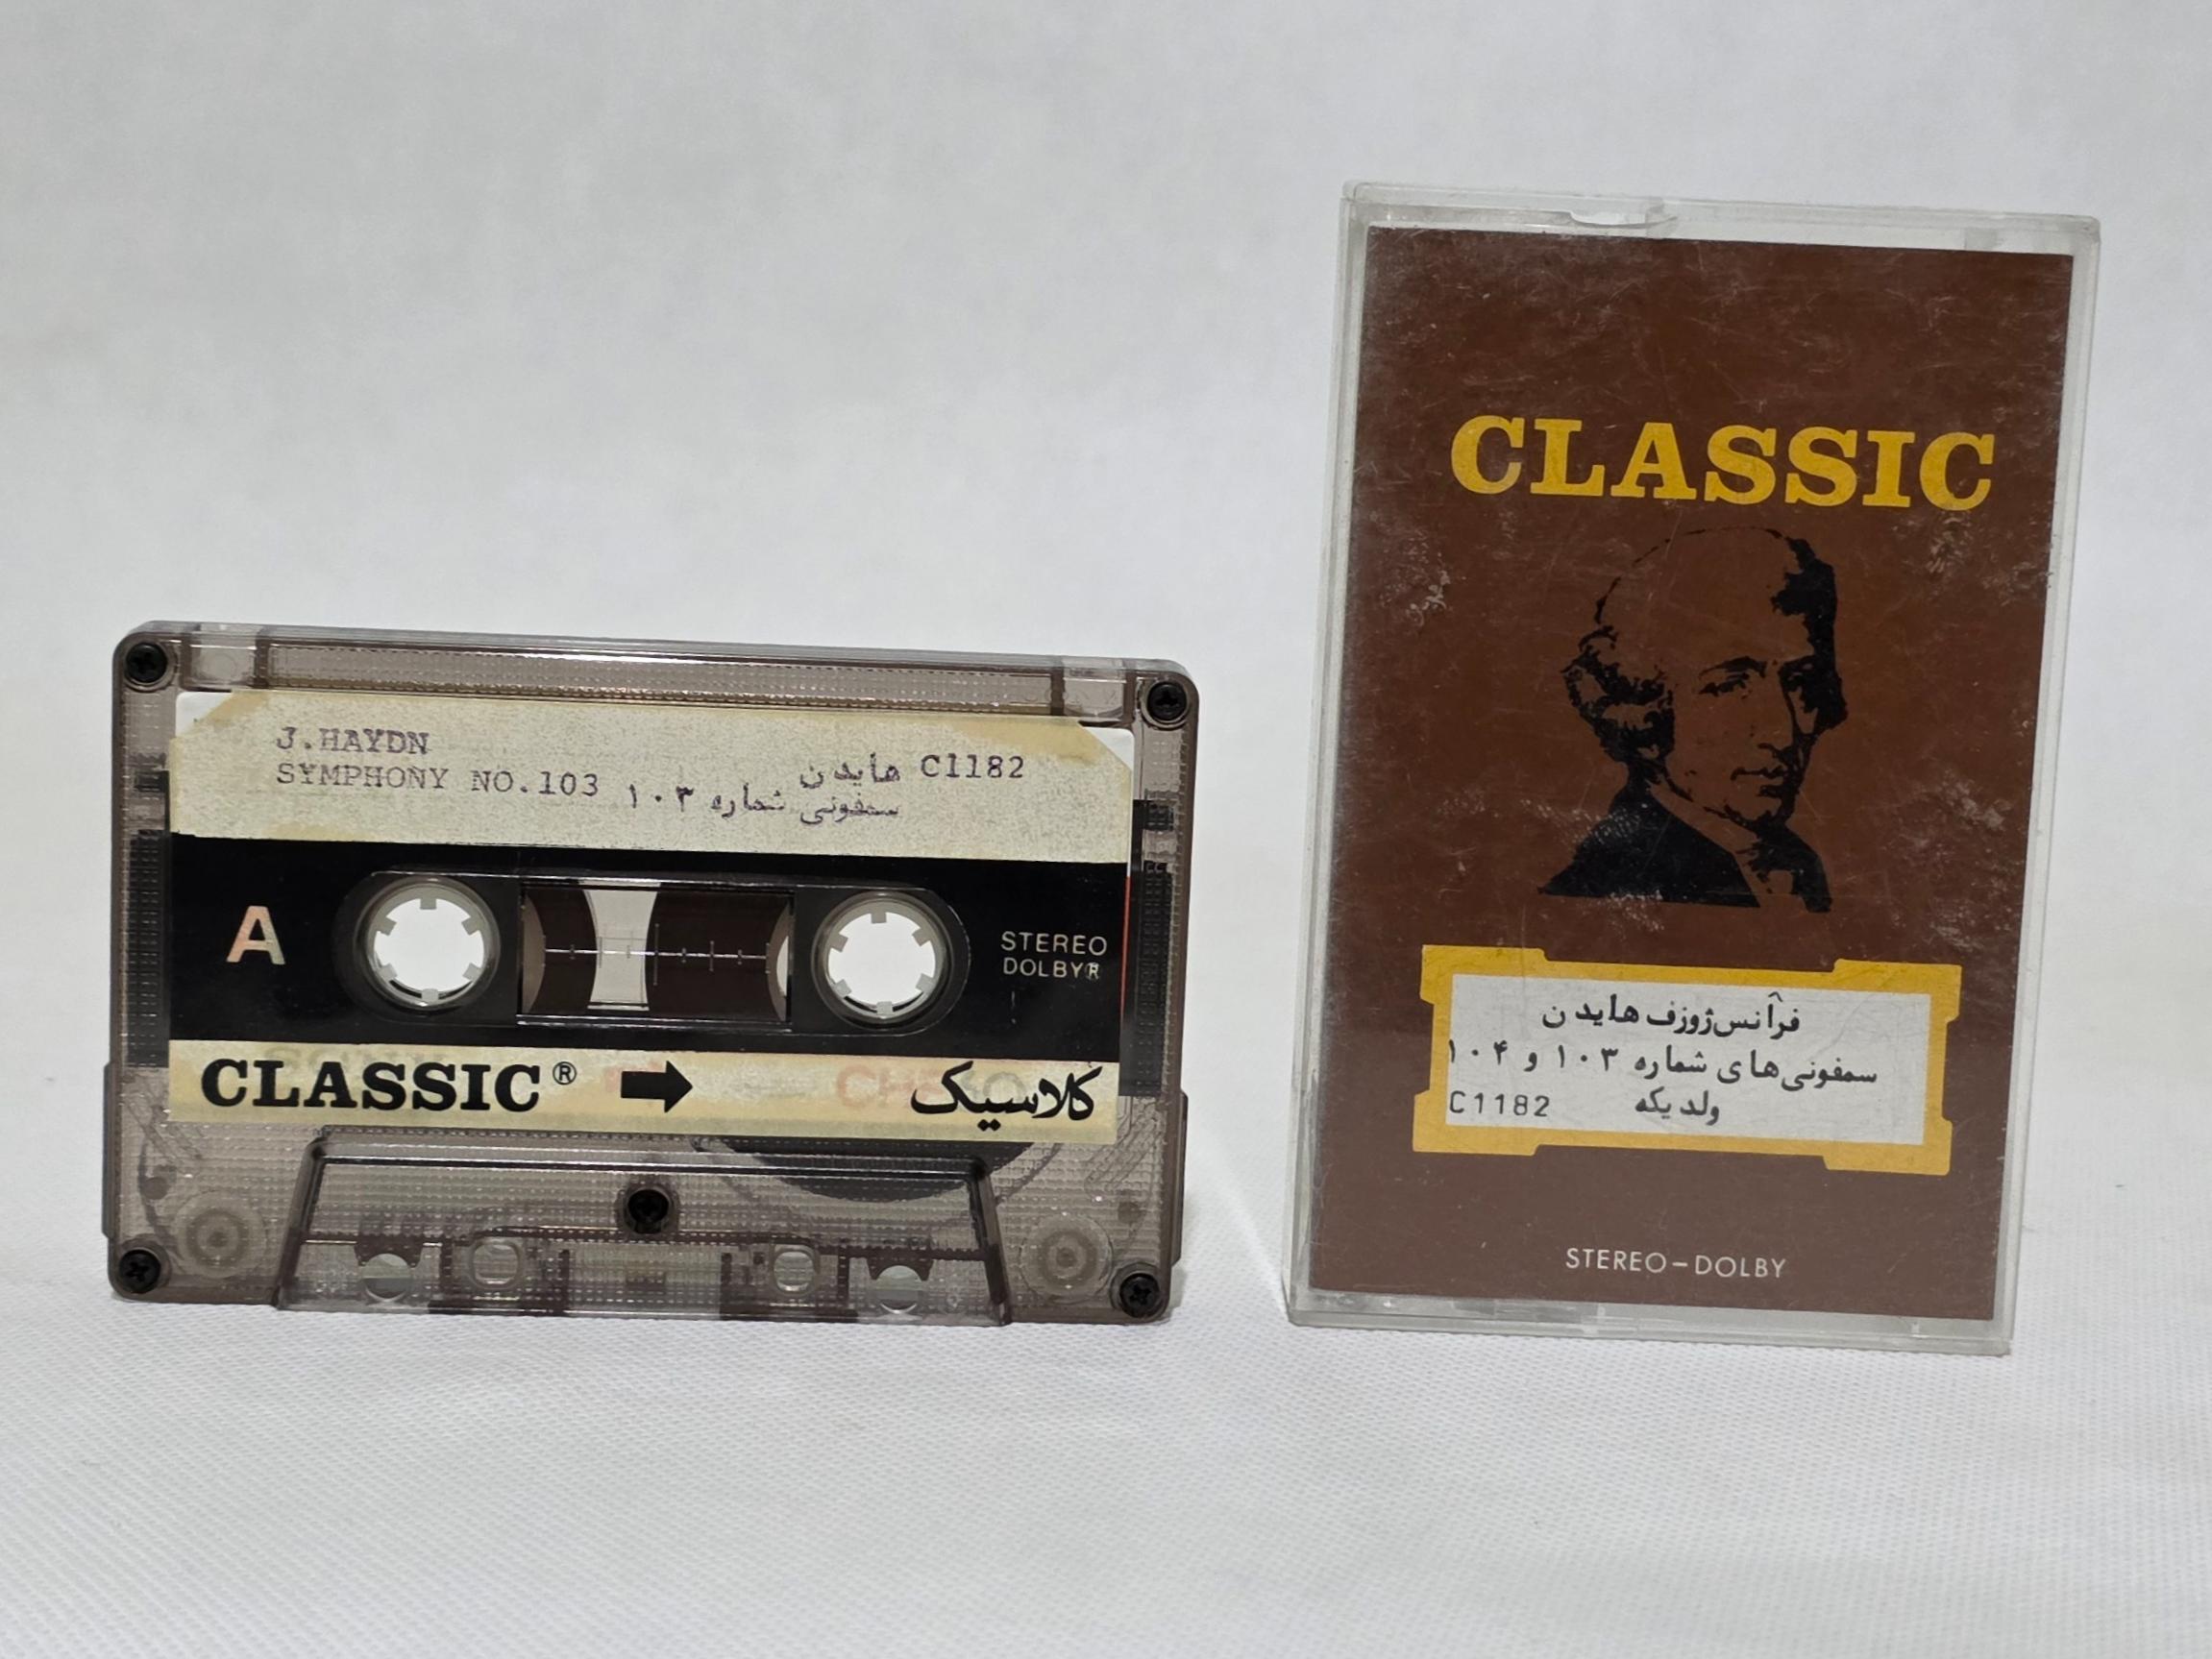 J.HAYDN
SYMPHONY NO.103
هایدن C1182
سمفونی شماره ۱۰۳
A
STEREO
DOLBY®
CLASSIC® کلاسیک
CLASSIC
فرآنس ژوزف هایدن
سمفونی‌های شماره ۱۰۳ و ۱۰۴
ولدیکه C1182
STEREO-DOLBY